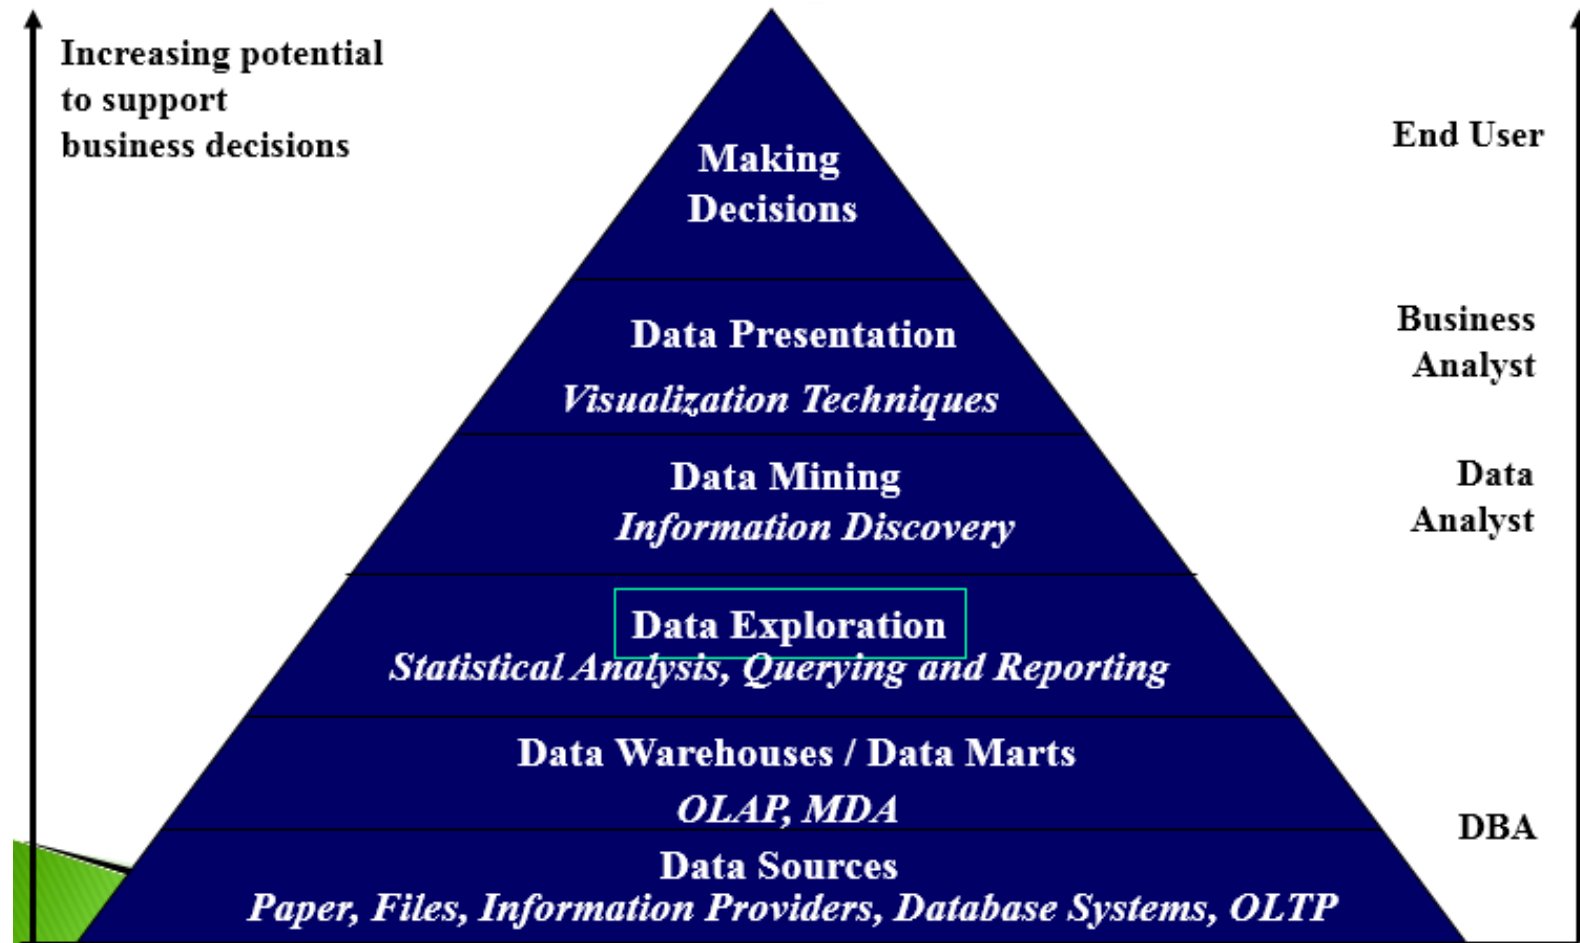 Increasing potential
to support
business decisions
End User
Making
Decisions
Business
Analyst
Data Presentation
Visualization Techniques
Data
Analyst
Data Mining
Information Discovery
Data Exploration
Statistical Analysis, Querying and Reporting
Data Warehouses / Data Marts
OLAP, MDA
DBA
Data Sources
Paper, Files, Information Providers, Database Systems, OLTP